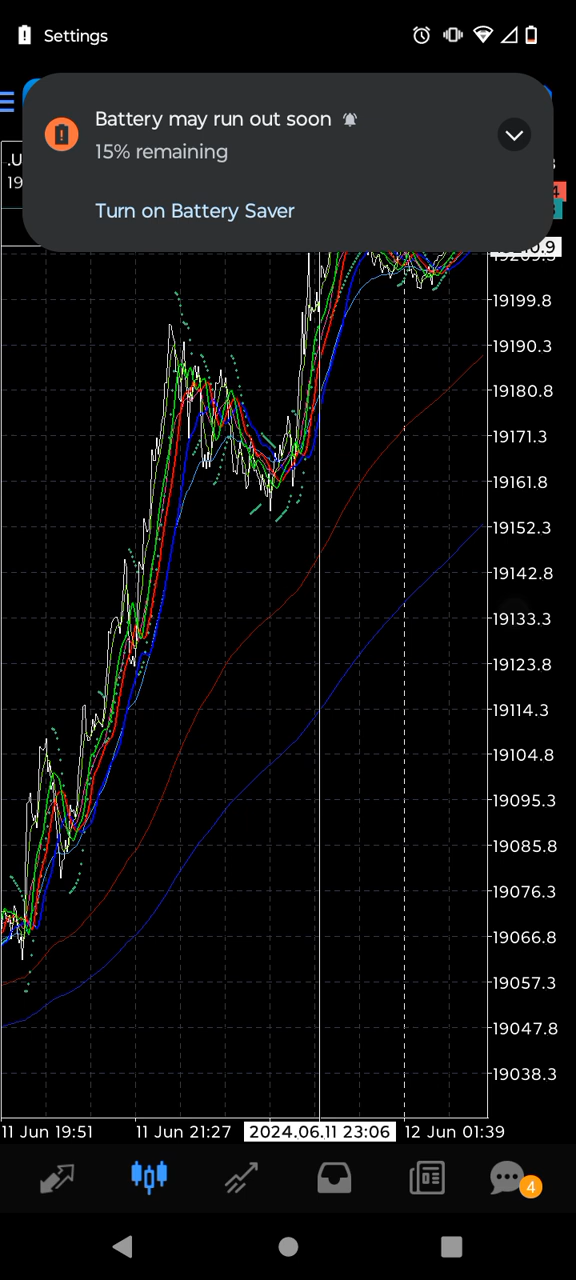 Settings
Battery may run out soon
15% remaining
Turn on Battery Saver
.U
19
19199.8
19190.3
19180.8
19171.3
19161.8
19152.3
19142.8
19133.3
19123.8
19114.3
19104.8
19095.3
19085.8
19076.3
19066.8
19057.3
19047.8
19038.3
11 Jun 19:51
11 Jun 21:27
2024.06.11 23:06
12 Jun 01:39
4